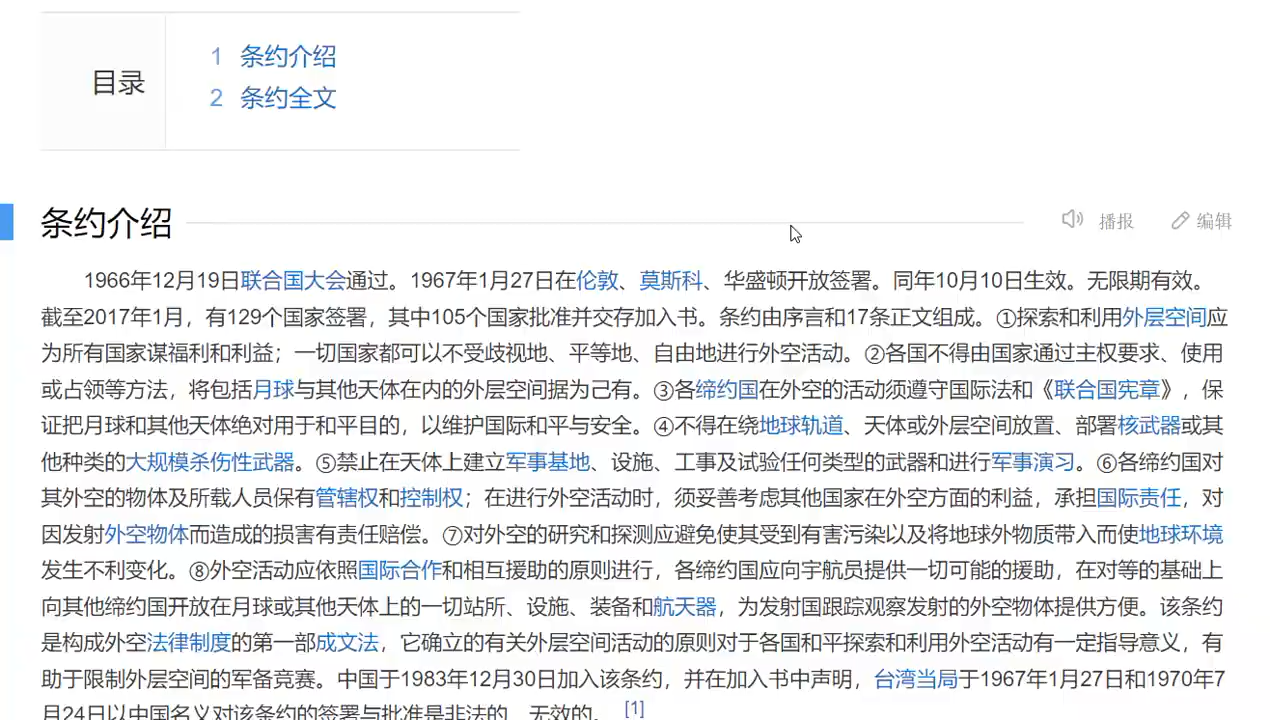 目录
1 条约介绍
2 条约全文
条约介绍
播报
编辑
1966年12月19日联合国大会通过。1967年1月27日在伦敦、莫斯科、华盛顿开放签署。同年10月10日生效。无限期有效。
截至2017年1月，有129个国家签署，其中105个国家批准并交存加入书。条约由序言和17条正文组成。①探索和利用外层空间应
为所有国家谋福利和利益；一切国家都可以不受歧视地、平等地、自由地进行外空活动。②各国不得由国家通过主权要求、使用
或占领等方法，将包括月球与其他天体在内的外层空间据为己有。③各缔约国在外空的活动须遵守国际法和《联合国宪章》，保
证把月球和其他天体绝对用于和平目的，以维护国际和平与安全。④不得在绕地球轨道、天体或外层空间放置、部署核武器或其
他种类的大规模杀伤性武器。⑤禁止在天体上建立军事基地、设施、工事及试验任何类型的武器和进行军事演习。⑥各缔约国对
其外空的物体及所载人员保有管辖权和控制权；在进行外空活动时，须妥善考虑其他国家在外空方面的利益，承担国际责任，对
因发射外空物体而造成的损害有责任赔偿。⑦对外空的研究和探测应避免使其受到有害污染以及将地球外物质带入而使地球环境
发生不利变化。⑧外空活动应依照国际合作和相互援助的原则进行，各缔约国应向宇航员提供一切可能的援助，在对等的基础上
向其他缔约国开放在月球或其他天体上的一切站所、设施、装备和航天器，为发射国跟踪观察发射的外空物体提供方便。该条约
是构成外空法律制度的第一部成文法，它确立的有关外层空间活动的原则对于各国和平探索和利用外空活动有一定指导意义，有
助于限制外层空间的军备竞赛。中国于1983年12月30日加入该条约，并在加入书中声明，台湾当局于1967年1月27日和1970年7
月24日以中国名义对该条约的签署与批准是非法的、无效的。 [1]